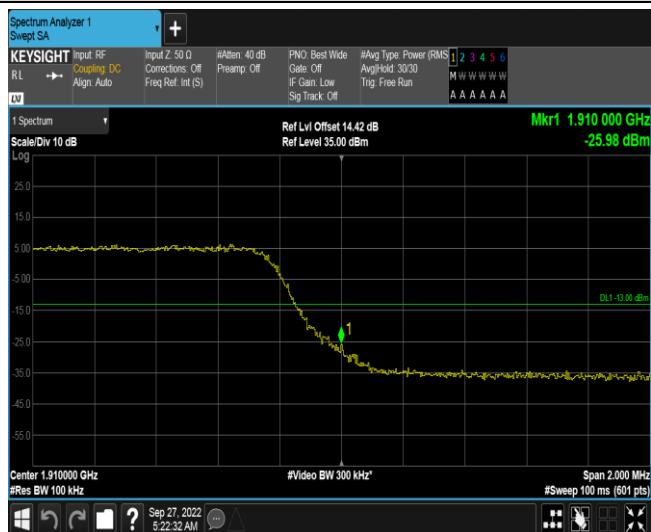 Spectrum Analyzer 1
Swept SA
KEYSIGHT
RL
LXI
Input: RF
Coupling: DC
Align: Auto
Input Z: 50 Ω
Corrections: Off
Freq Ref: Int (S)
#Atten: 40 dB
Preamp: Off
PNO: Best Wide
Gate: Off
IF Gain: Low
Sig Track: Off
#Avg Type: Power (RMS
Avg|Hold: 30/30
Trig: Free Run
1 2 3 4 5 6
M W W W W W
A A A A A A
1 Spectrum
Scale/Div 10 dB
Ref Lvl Offset 14.42 dB
Ref Level 35.00 dBm
Mkr1 1.910 000 GHz
-25.98 dBm
Log
25.0
15.0
5.00
-5.00
DL1 -13.00 dBm
-15.0
1
-25.0
-35.0
-45.0
-55.0
Center 1.910000 GHz
#Res BW 100 kHz
#Video BW 300 kHz*
Span 2.000 MHz
#Sweep 100 ms (601 pts)
?
Sep 27, 2022
5:22:32 AM